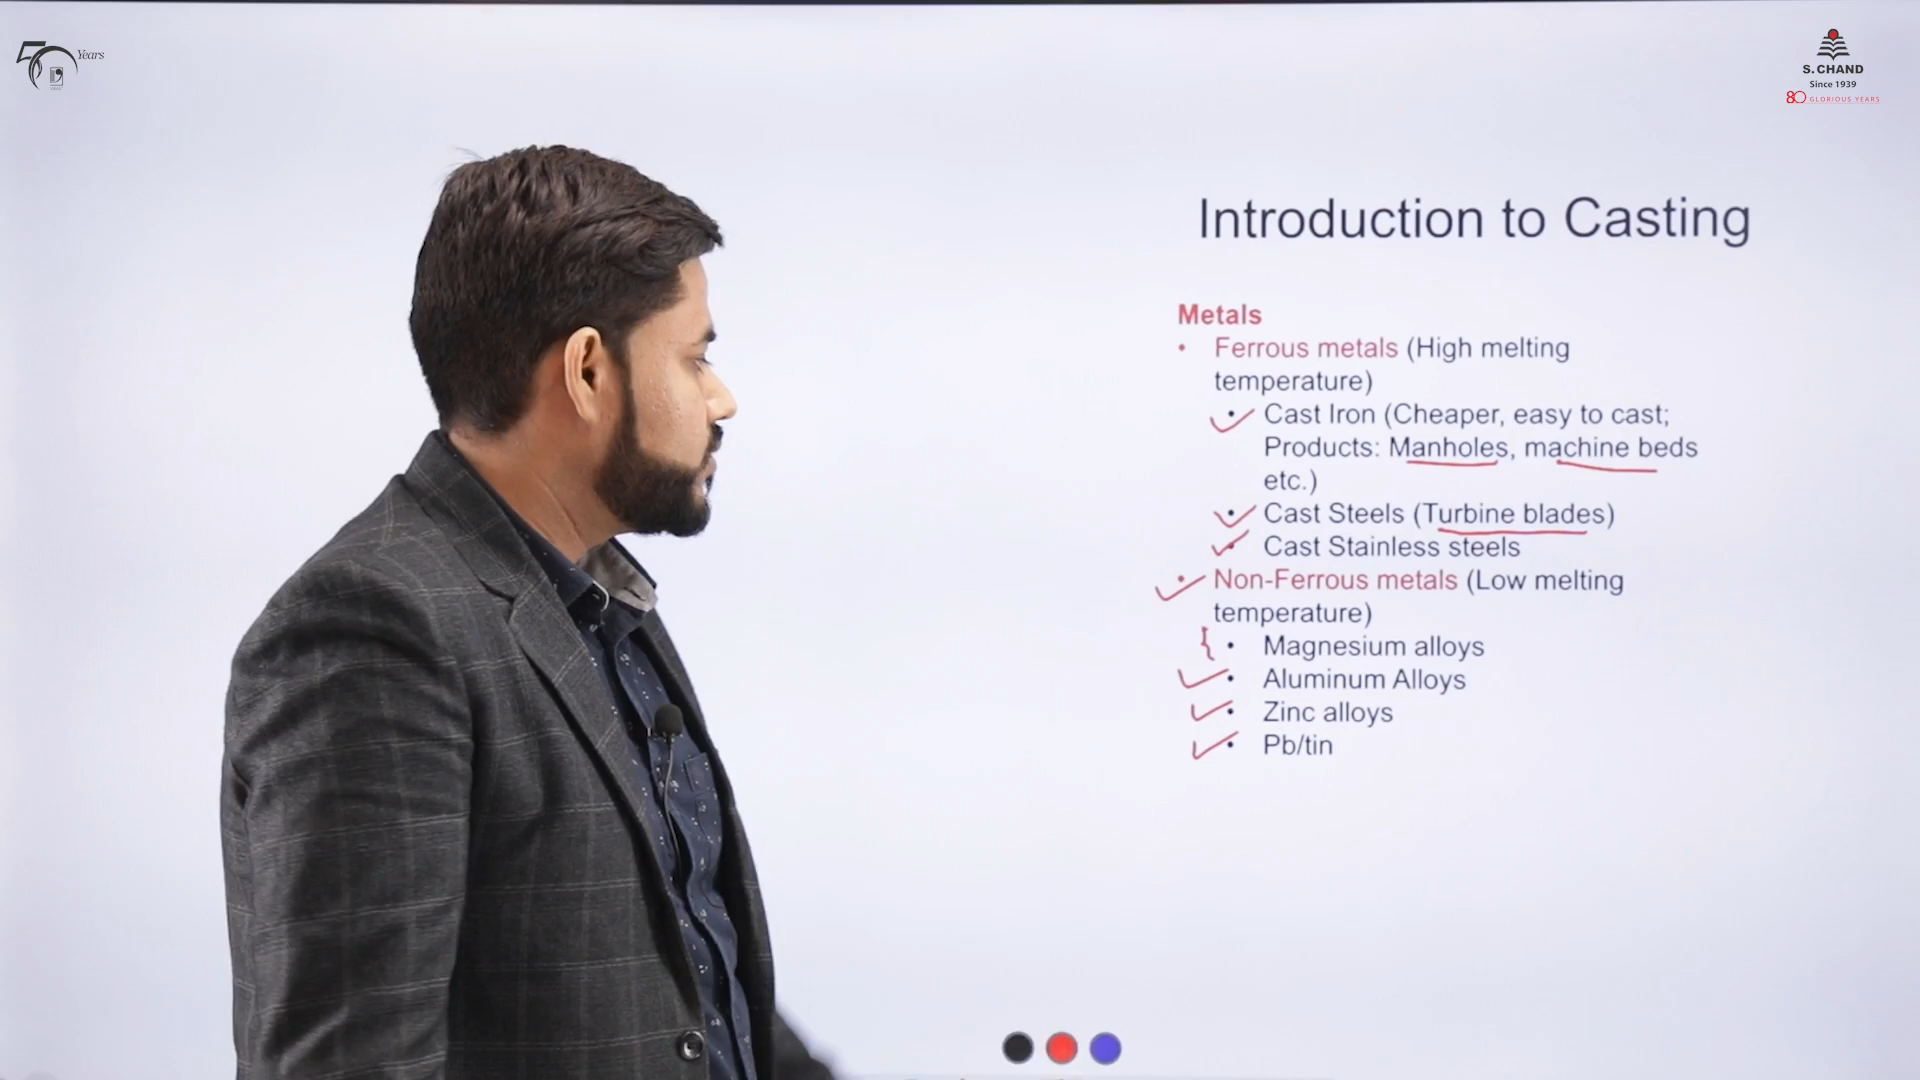 50 Years
S. CHAND
Since 1939
80 GLORIOUS YEARS
Introduction to Casting
Metals
• Ferrous metals (High melting
temperature)
• Cast Iron (Cheaper, easy to cast;
Products: Manholes, machine beds
etc.)
• Cast Steels (Turbine blades)
• Cast Stainless steels
• Non-Ferrous metals (Low melting
temperature)
• Magnesium alloys
• Aluminum Alloys
• Zinc alloys
• Pb/tin